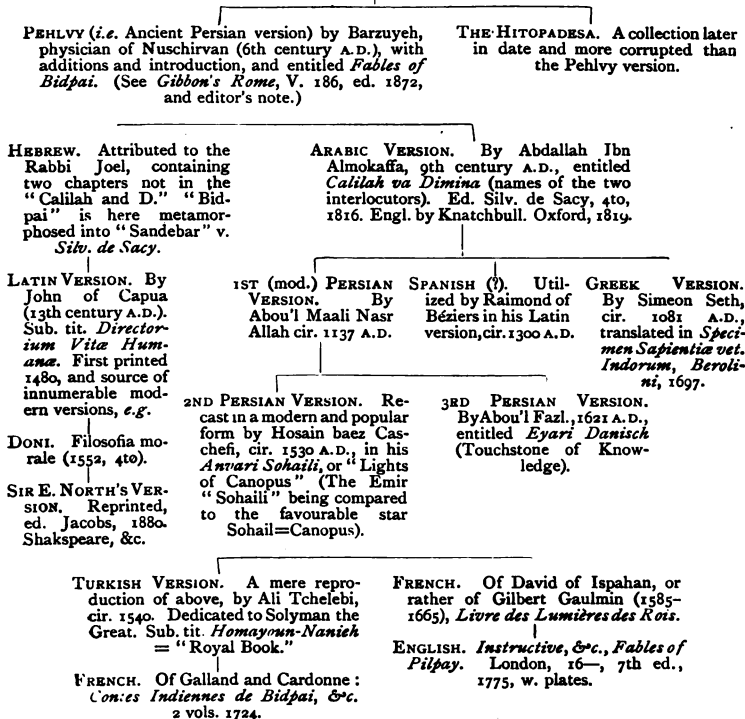 PEHLVY (i.e. Ancient Persian version) by Barzuyeh,
physician of Nuschirvan (6th century A.D.), with
additions and introduction, and entitled Fables of
Bidpai. (See Gibbon's Rome, V. 186, ed. 1872,
and editor's note.)
THE HITOPADESA. A collection later
in date and more corrupted than
the Pehlvy version.
HEBREW. Attributed to the
Rabbi Joel, containing
two chapters not in the
"Calilah and D." "Bid-
pai" is here metamor-
phosed into "Sandebar" v.
Silv. de Sacy.
ARABIC VERSION. By Abdallah Ibn
Almokaffa, 9th century A.D., entitled
Calilah va Dimina (names of the two
interlocutors). Ed. Silv. de Sacy, 4to,
1816. Engl. by Knatchbull. Oxford, 1819.
LATIN VERSION. By
John of Capua
(13th century A.D.).
Sub. tit. Director-
ium Vitæ Hum-
anæ. First printed
1480, and source of
innumerable mod-
ern versions, e.g.
1ST (mod.) PERSIAN
VERSION. By
Abou'l Maali Nasr
Allah cir. 1137 A.D.
SPANISH (?). Util-
ized by Raimond of
Béziers in his Latin
version, cir. 1300 A.D.
GREEK VERSION.
By Simeon Seth,
cir. 1081 A.D.,
translated in Speci-
men Sapientiæ vet.
Indorum, Beroli-
ni, 1697.
DONI. Filosofia mo-
rale (1552, 4to).
SIR E. NORTH'S VER-
SION. Reprinted,
ed. Jacobs, 1880.
Shakspeare, &c.
2ND PERSIAN VERSION. Re-
cast in a modern and popular
form by Hosain baez Cas-
chefi, cir. 1530 A.D., in his
Anvari Sohaili, or "Lights
of Canopus" (The Emir
"Sohaili" being compared
to the favourable star
Sohail=Canopus).
3RD PERSIAN VERSION.
By Abou'l Fazl., 1621 A.D.,
entitled Eyari Danisch
(Touchstone of Know-
ledge).
TURKISH VERSION. A mere repro-
duction of above, by Ali Tchelebi,
cir. 1540. Dedicated to Solyman the
Great. Sub. tit. Homayoun-Nanieh
= "Royal Book."
FRENCH. Of Galland and Cardonne:
Contes Indiennes de Bidpai, &c.
2 vols. 1724.
FRENCH. Of David of Ispahan, or
rather of Gilbert Gaulmin (1585-
1665), Livre des Lumières des Rois.
ENGLISH. Instructive, &c., Fables of
Pilpay. London, 16—, 7th ed.,
1775, w. plates.